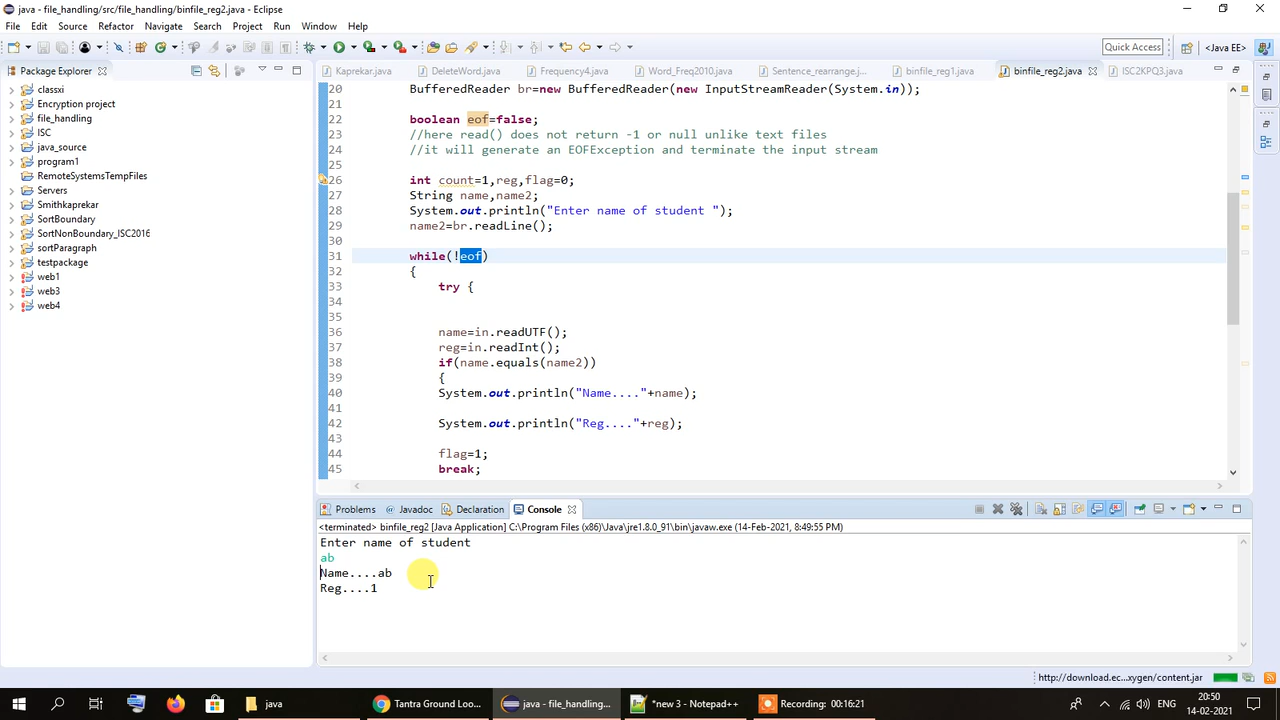 java - file_handling/src/file_handling/binfile_reg2.java - Eclipse
File Edit Source Refactor Navigate Search Project Run Window Help
Quick Access
<Java EE>
Package Explorer
Kaprekar.java
DeleteWord.java
Frequency4.java
Word_Freq2010.java
Sentence_rearrange.j...
binfile_reg1.java
binfile_reg2.java
ISC2KPQ3.java
classxi
Encryption project
file_handling
ISC
java_source
program1
RemoteSystemsTempFiles
Servers
Smithkaprekar
SortBoundary
SortNonBoundary_ISC2016
sortParagraph
testpackage
web1
web3
web4
20 BufferedReader br=new BufferedReader(new InputStreamReader(System.in));
21
22 boolean eof=false;
23 //here read() does not return -1 or null unlike text files
24 //it will generate an EOFException and terminate the input stream
25
26 int count=1,reg,flag=0;
27 String name,name2;
28 System.out.println("Enter name of student ");
29 name2=br.readLine();
30
31 while(!eof)
32 {
33 try {
34
35
36 name=in.readUTF();
37 reg=in.readInt();
38 if(name.equals(name2))
39 {
40 System.out.println("Name...."+name);
41
42 System.out.println("Reg...."+reg);
43
44 flag=1;
45 break;
Problems Javadoc Declaration Console
<terminated> binfile_reg2 [Java Application] C:\Program Files (x86)\Java\jre1.8.0_91\bin\javaw.exe (14-Feb-2021, 8:49:55 PM)
Enter name of student
ab
Name....ab
Reg....1
http://download.ec...xygen/content.jar
java
Tantra Ground Loo...
java - file_handling...
*new 3 - Notepad++
Recording: 00:16:21
ENG
20:50
14-02-2021